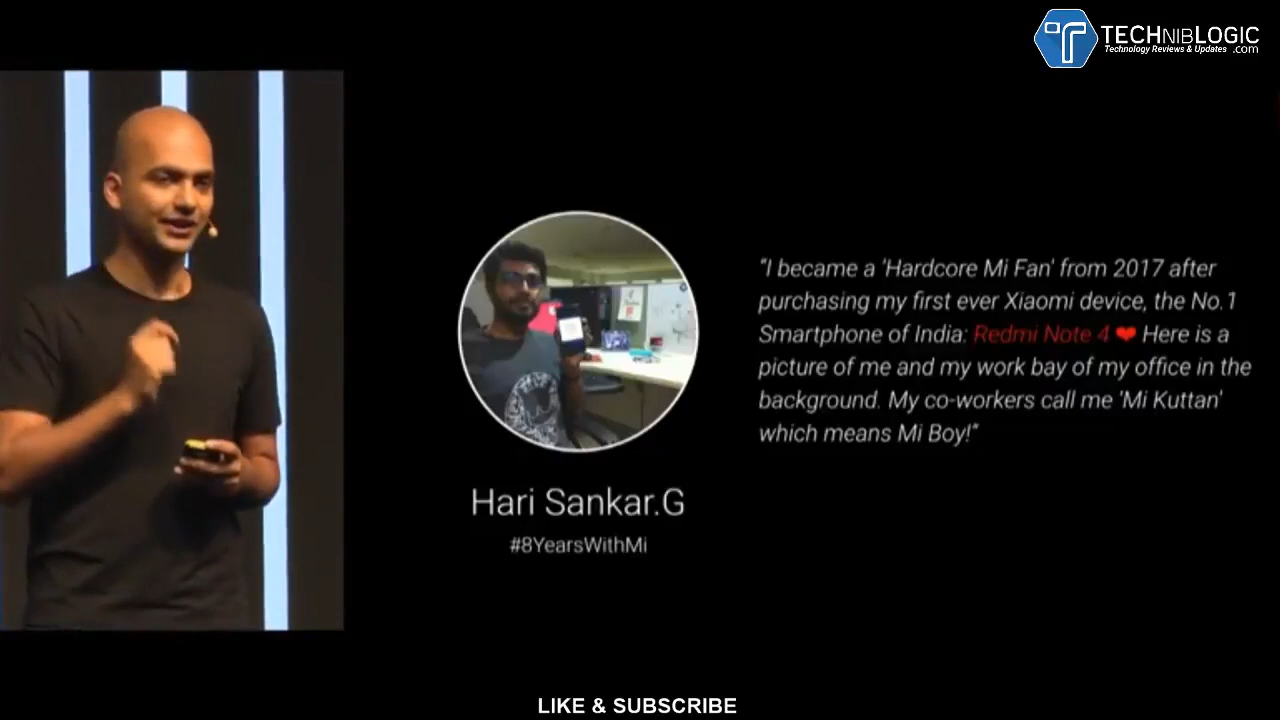 TECHNIBLOGIC
Technology Reviews & Updates .com
“I became a 'Hardcore Mi Fan' from 2017 after
purchasing my first ever Xiaomi device, the No.1
Smartphone of India: Redmi Note 4 ❤ Here is a
picture of me and my work bay of my office in the
background. My co-workers call me 'Mi Kuttan'
which means Mi Boy!”
Hari Sankar.G
#8YearsWithMi
LIKE & SUBSCRIBE